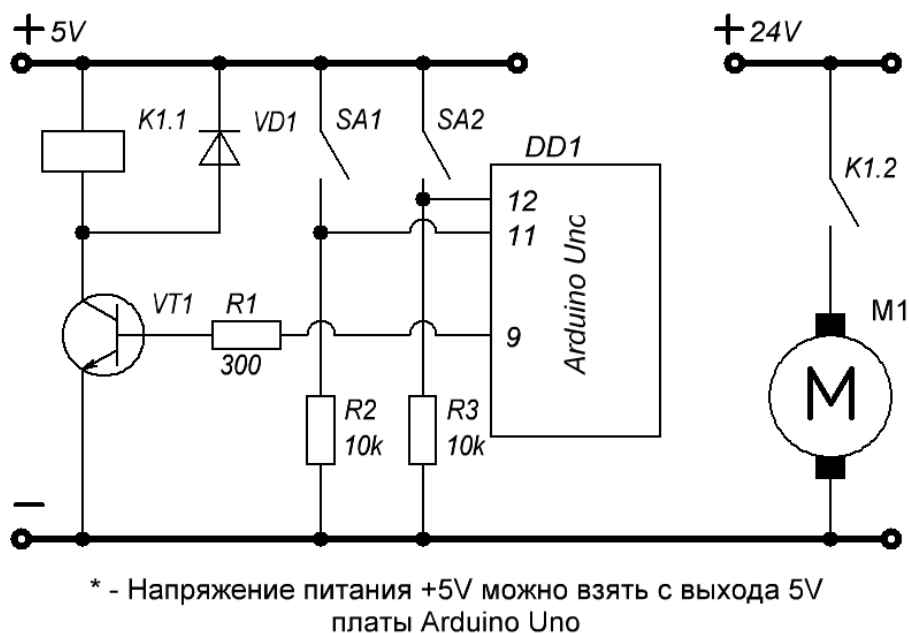 + 5V
+ 24V
K1.1
VD1
SA1
SA2
DD1
K1.2
12
11
9
Arduino Unc
VT1
R1
300
M1
M
R2
10k
R3
10k
−
* - Напряжение питания +5V можно взять с выхода 5V
платы Arduino Uno